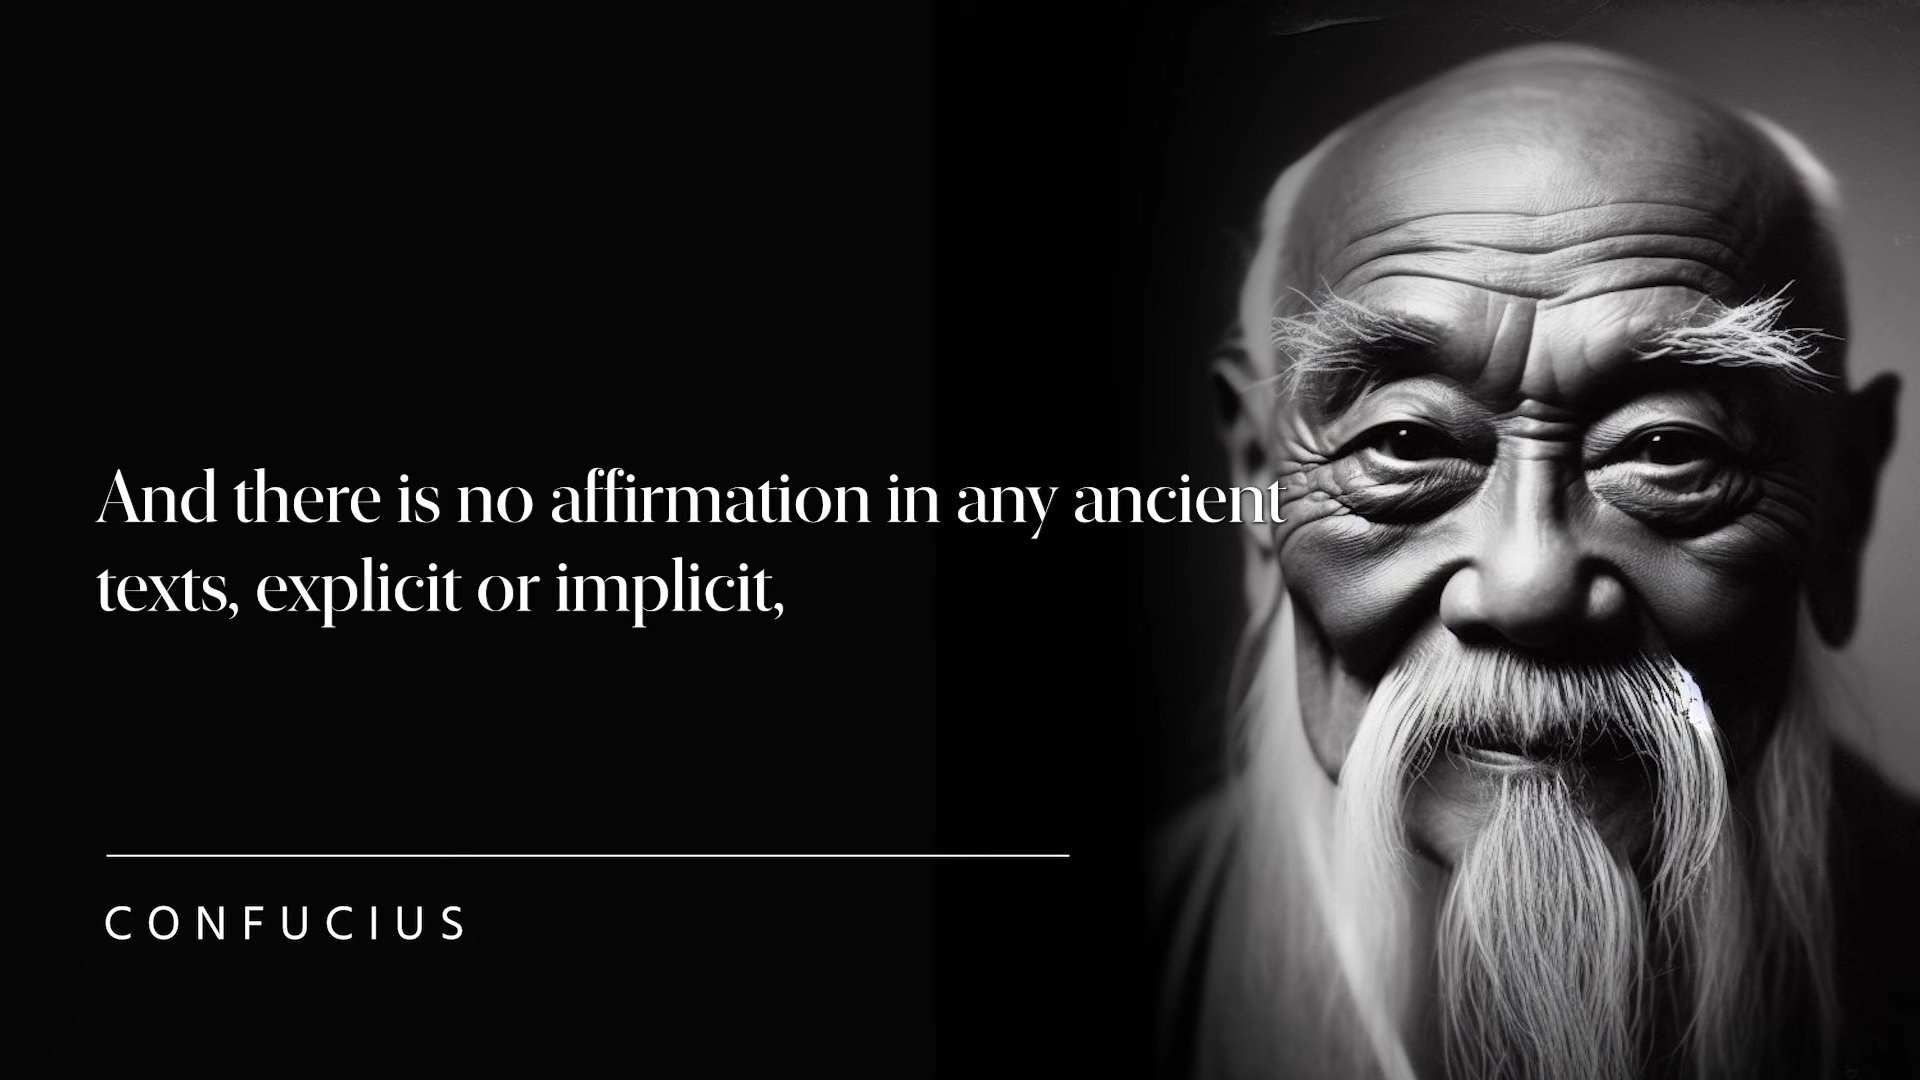 And there is no affirmation in any ancient
texts, explicit or implicit,
CONFUCIUS